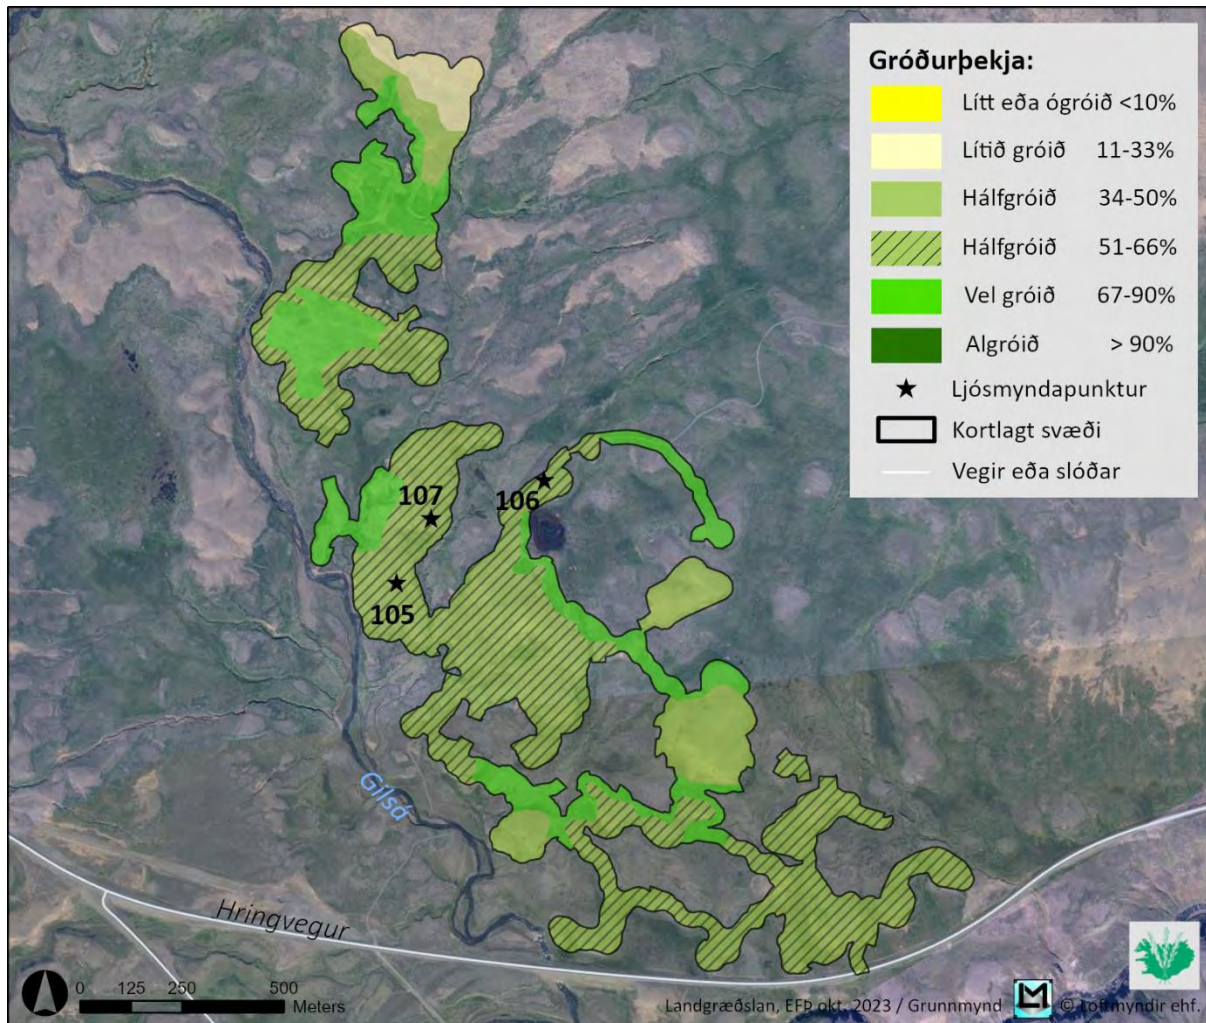 Gróðurþekja:
Lítt eða ógróið <10%
Lítið gróið 11-33%
Hálfgróið 34-50%
Hálfgróið 51-66%
Vel gróið 67-90%
Algróið > 90%
Ljósmyndapunktur
Kortlagt svæði
Vegir eða slóðar
107
106
105
Gilsá
Hringvegur
0 125 250 500
Meters
Landgræðslan, EFÞ okt. 2023 / Grunnmynd © Loftmyndir ehf.